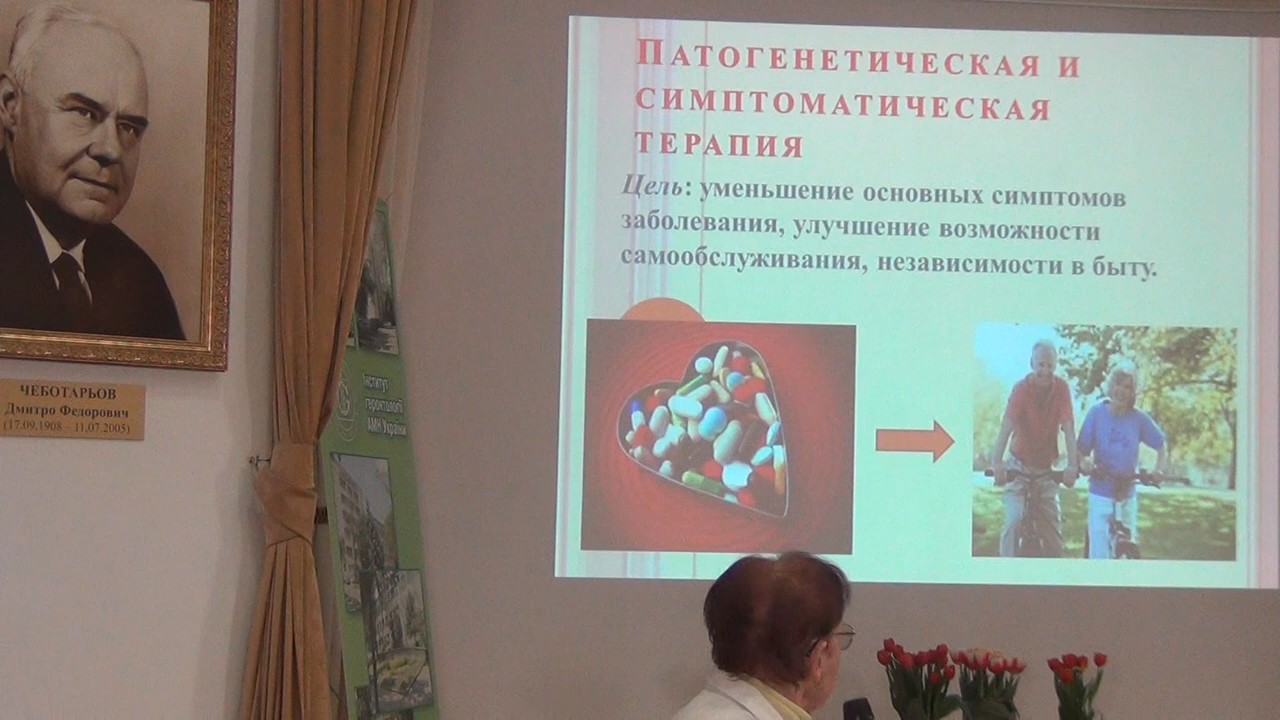 ПАТОГЕНЕТИЧЕСКАЯ И
СИМПТОМАТИЧЕСКАЯ
ТЕРАПИЯ
Цель: уменьшение основных симптомов
заболевания, улучшение возможности
самообслуживания, независимости в быту.
ЧЕБОТАРЬОВ
Дмитро Федорович
(17.09.1908 – 11.07.2005)
Інститут
геронтології
АМН України